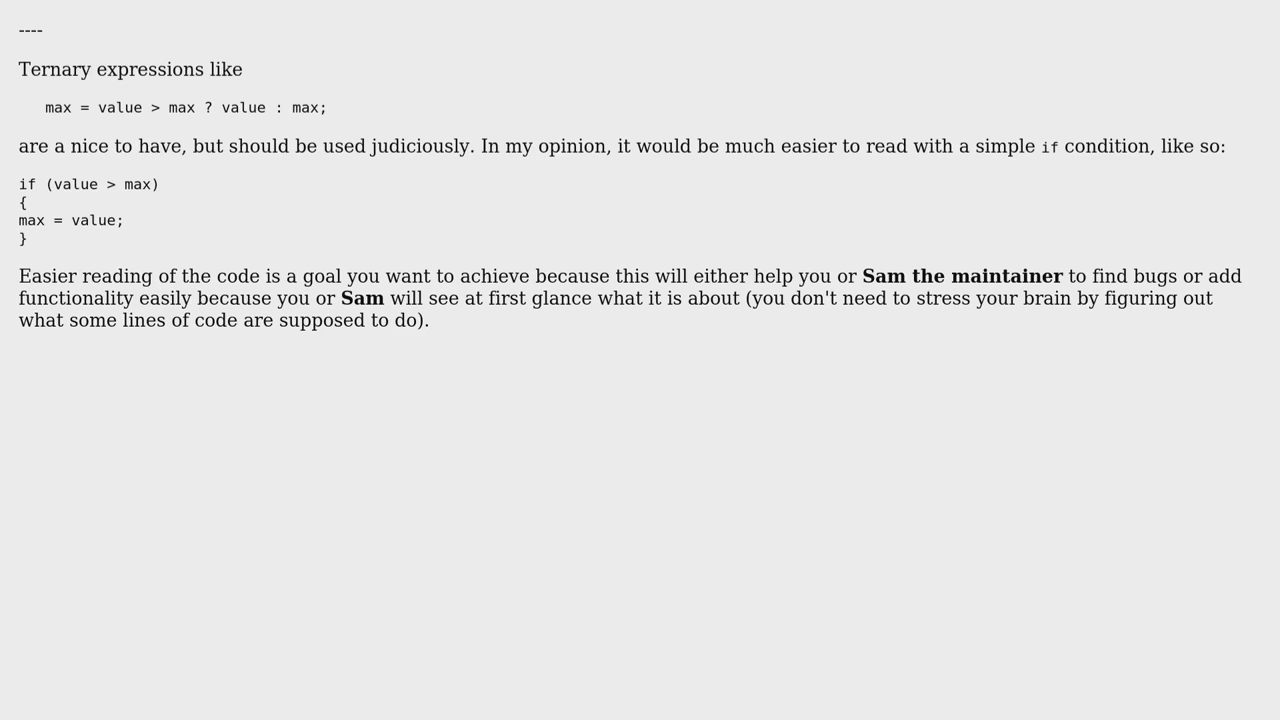 ----
Ternary expressions like
max = value > max ? value : max;
are a nice to have, but should be used judiciously. In my opinion, it would be much easier to read with a simple if condition, like so:
if (value > max)
{
max = value;
}
Easier reading of the code is a goal you want to achieve because this will either help you or Sam the maintainer to find bugs or add
functionality easily because you or Sam will see at first glance what it is about (you don't need to stress your brain by figuring out
what some lines of code are supposed to do).